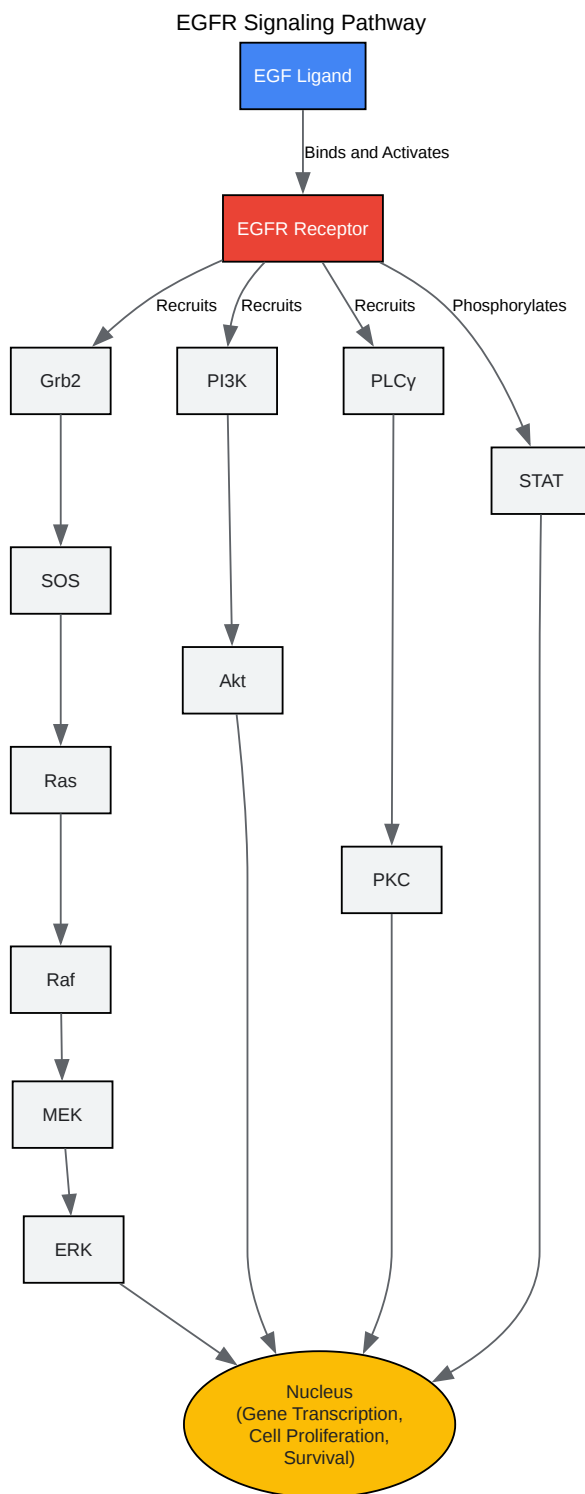 EGFR Signaling Pathway
EGF Ligand
Binds and Activates
EGFR Receptor
Recruits
Recruits
Recruits
Phosphorylates
Grb2
PI3K
PLCγ
STAT
SOS
Akt
Ras
PKC
Raf
MEK
ERK
Nucleus
(Gene Transcription,
Cell Proliferation,
Survival)